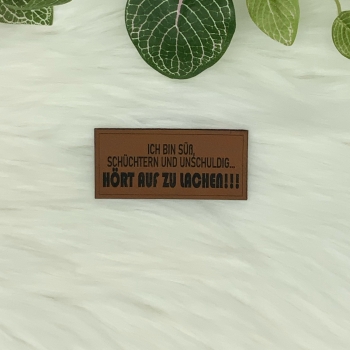 ICH BIN SÜß,
SCHÜCHTERN UND UNSCHULDIG...
HÖRT AUF ZU LACHEN!!!